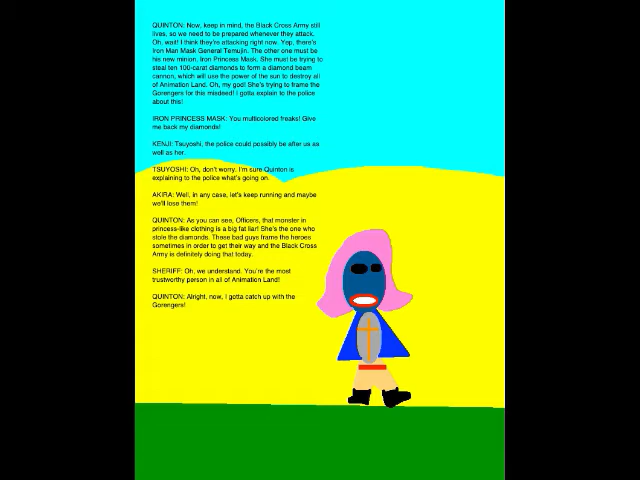 QUINTON: Now, keep in mind, the Black Cross Army still
lives, so we need to be prepared whenever they attack.
Oh, wait! I think they're attacking right now. Yep, there's
Iron Man Mask General Temujin. The other one must be
his new minion, Iron Princess Mask. She must be trying to
steal ten 100-carat diamonds to form a diamond beam
cannon, which will use the power of the sun to destroy all
of Animation Land. Oh, my god! She's trying to frame the
Gorengers for this misdeed! I gotta explain to the police
about this!
IRON PRINCESS MASK: You multicolored freaks! Give
me back my diamonds!
KENJI: Tsuyoshi, the police could possibly be after us as
well as her.
TSUYOSHI: Oh, don't worry. I'm sure Quinton is
explaining to the police what's going on.
AKIRA: Well, in any case, let's keep running and maybe
we'll lose them!
QUINTON: As you can see, Officers, that monster in
princess-like clothing is a big fat liar! She's the one who
stole the diamonds. These bad guys frame the heroes
sometimes in order to get their way and the Black Cross
Army is definitely doing that today.
SHERIFF: Oh, we understand. You're the most
trustworthy person in all of Animation Land!
QUINTON: Alright, now, I gotta catch up with the
Gorengers!